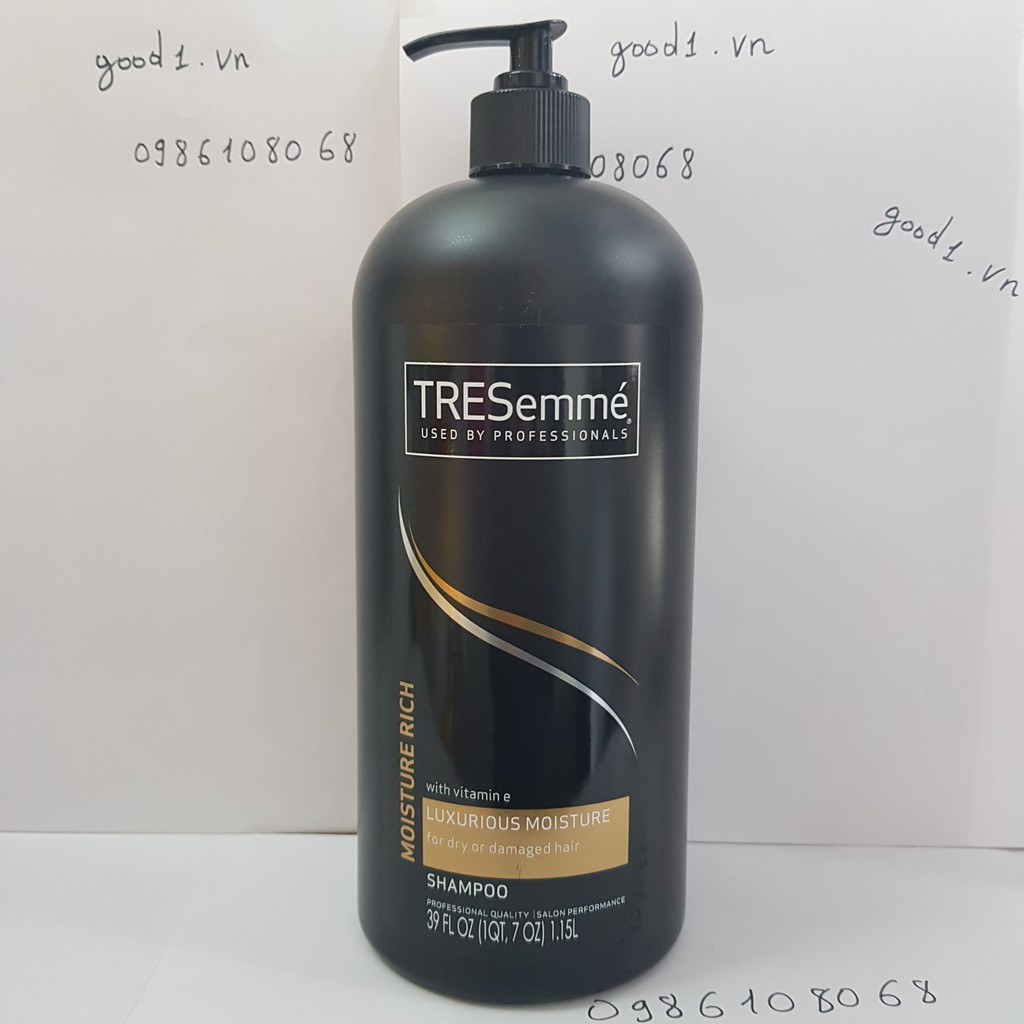 good1.vn
good1.vn
0986108068
08068
good1.vn
TRESemmé®
USED BY PROFESSIONALS
MOISTURE RICH
with vitamin e
LUXURIOUS MOISTURE
for dry or damaged hair
SHAMPOO
PROFESSIONAL QUALITY | SALON PERFORMANCE
39 FL OZ (1QT, 7 OZ) 1.15L
0986108068